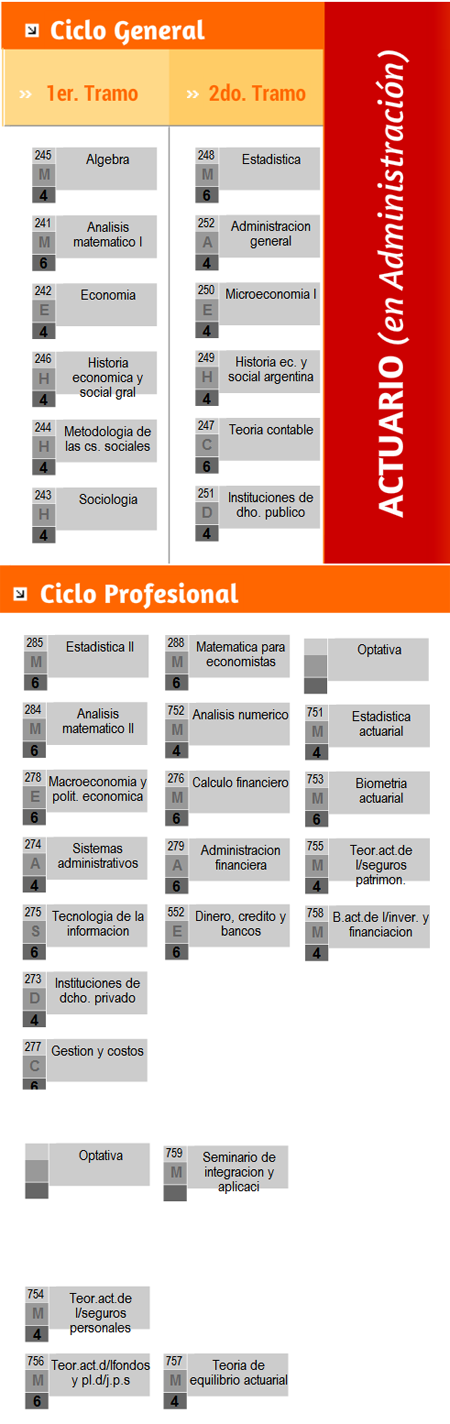 Ciclo General
» 1er. Tramo
» 2do. Tramo
ACTUARIO (en Administración)
245
M
4
Algebra
241
M
6
Analisis
matematico I
242
E
4
Economia
246
H
4
Historia
economica y
social gral
244
H
4
Metodologia de
las cs. sociales
243
H
4
Sociologia
248
M
6
Estadistica
252
A
4
Administracion
general
250
E
4
Microeconomia I
249
H
4
Historia ec. y
social argentina
247
C
6
Teoria contable
251
D
4
Instituciones de
dho. publico
Ciclo Profesional
285
M
6
Estadistica II
284
M
6
Analisis
matematico II
278
E
6
Macroeconomia y
polit. economica
274
A
4
Sistemas
administrativos
275
S
6
Tecnologia de la
informacion
273
D
4
Instituciones de
dcho. privado
277
C
6
Gestion y costos
288
M
6
Matematica para
economistas
752
M
4
Analisis numerico
276
M
6
Calculo financiero
279
A
6
Administracion
financiera
552
E
6
Dinero, credito y
bancos
Optativa
751
M
4
Estadistica
actuarial
753
M
6
Biometria
actuarial
755
M
4
Teor.act.de
l/seguros
patrimon.
758
M
4
B.act.de l/inver. y
financiacion
Optativa
759
M
Seminario de
integracion y
aplicaci
754
M
4
Teor.act.de
l/seguros
personales
756
M
6
Teor.act.d/lfondos
y pl.d/j.p.s
757
M
4
Teoria de
equilibrio actuarial